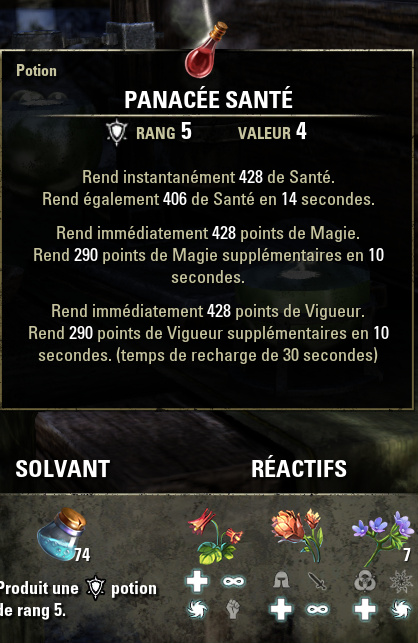 Potion
PANACÉE SANTÉ
RANG 5 VALEUR 4
Rend instantanément 428 de Santé.
Rend également 406 de Santé en 14 secondes.
Rend immédiatement 428 points de Magie.
Rend 290 points de Magie supplémentaires en 10
secondes.
Rend immédiatement 428 points de Vigueur.
Rend 290 points de Vigueur supplémentaires en 10
secondes. (temps de recharge de 30 secondes)
SOLVANT RÉACTIFS
74 7
Produit une potion
de rang 5.